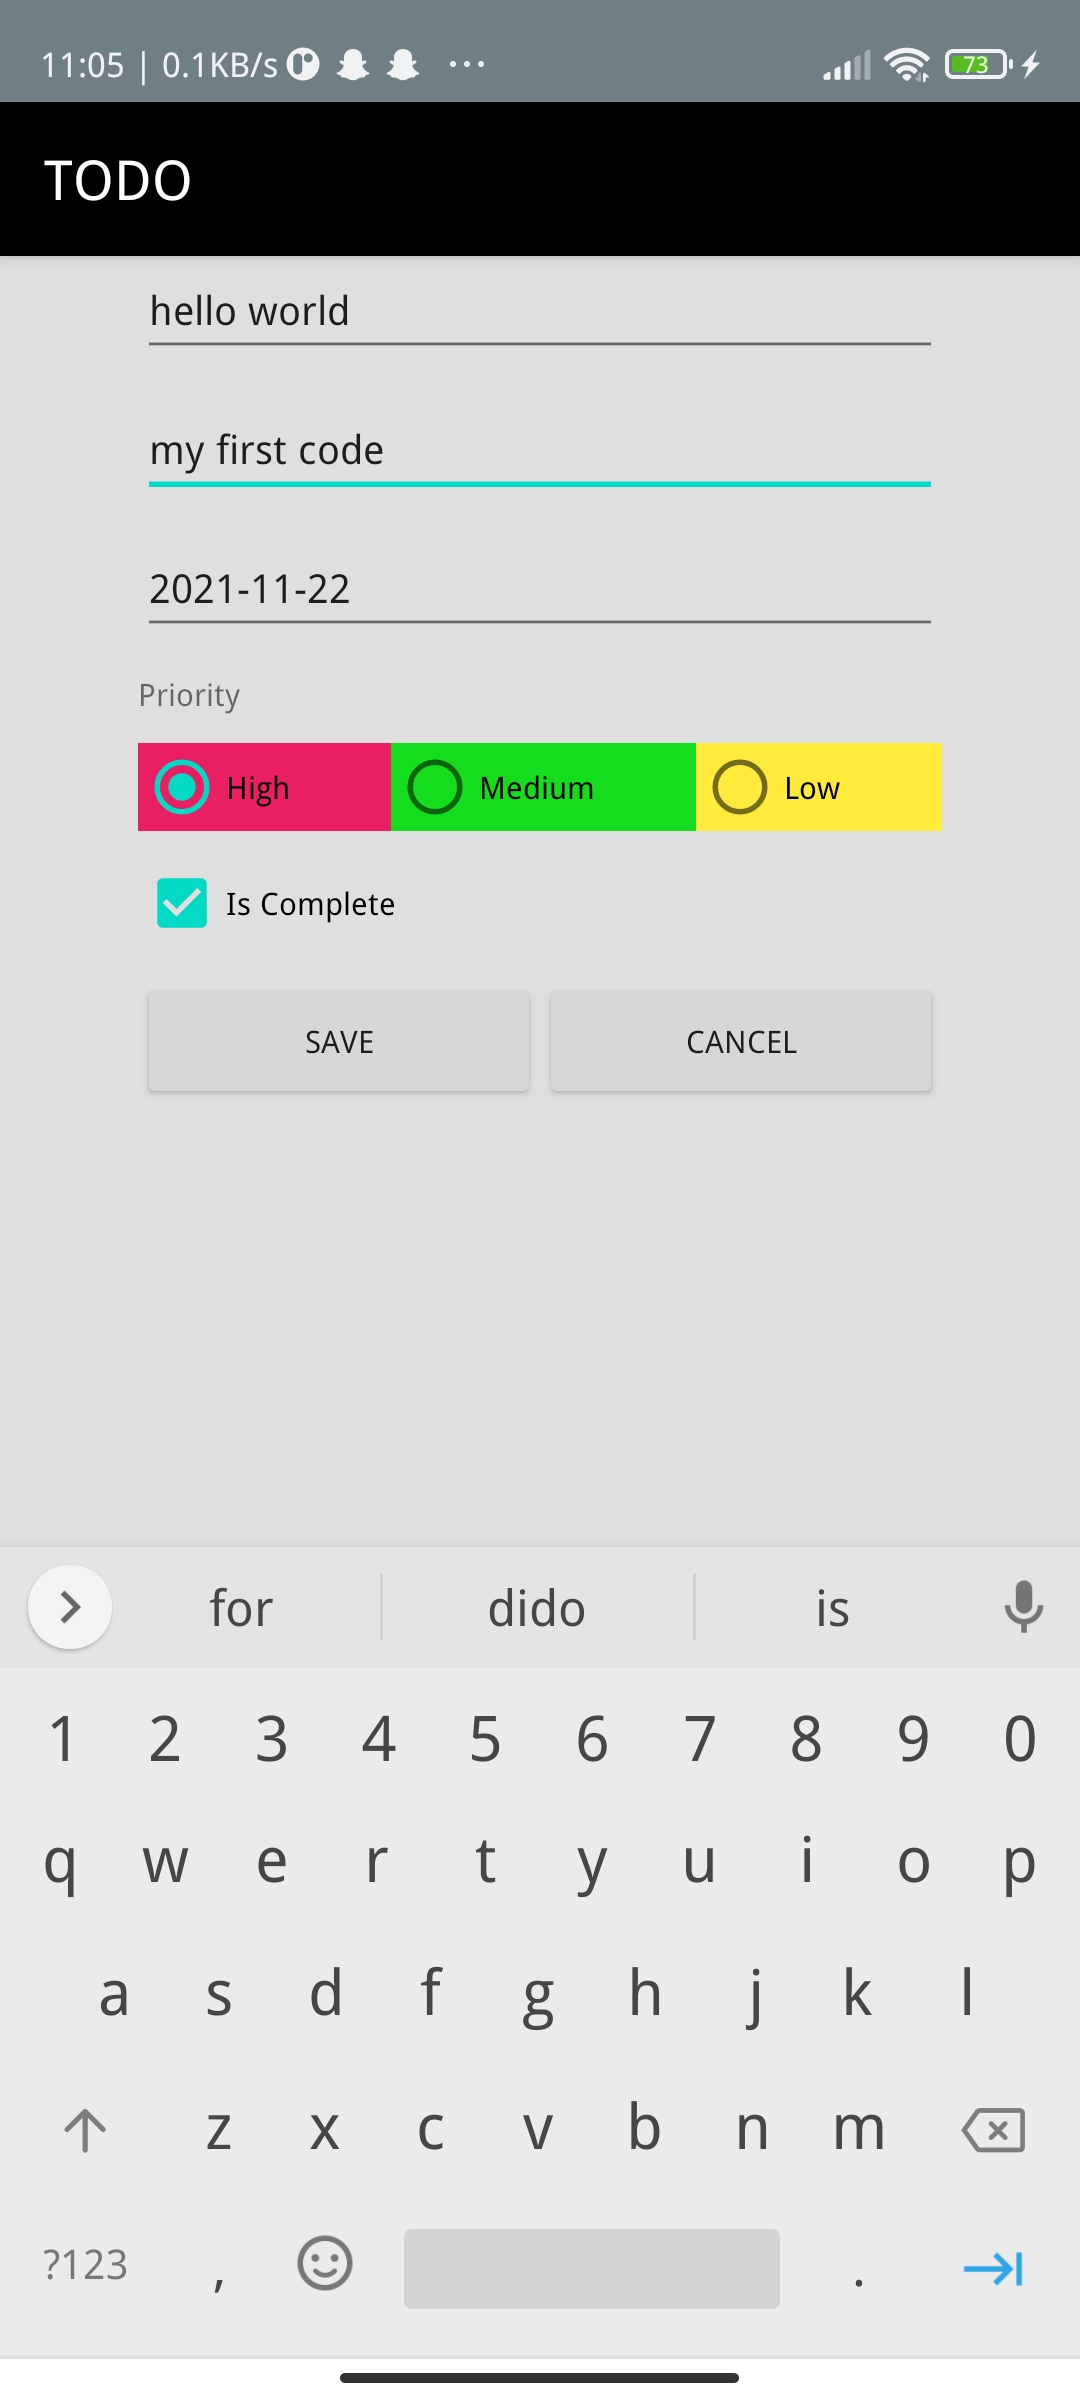 11:05 | 0.1KB/s ... 73
TODO
hello world
my first code
2021-11-22
Priority
High Medium Low
Is Complete
SAVE CANCEL
for dido is
1 2 3 4 5 6 7 8 9 0
q w e r t y u i o p
a s d f g h j k l
z x c v b n m
?123 , .